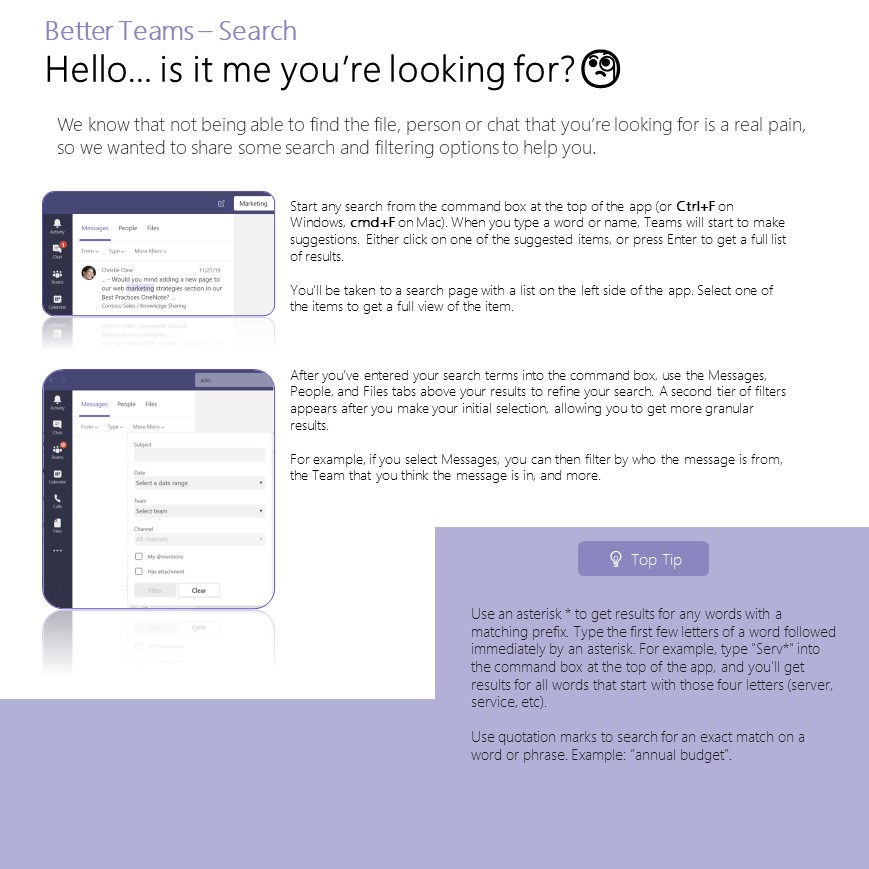 Better Teams – Search
Hello... is it me you're looking for?
We know that not being able to find the file, person or chat that you're looking for is a real pain,
so we wanted to share some search and filtering options to help you.
Marketing
Activity
Chat
Teams
Calendar
Messages People Files
From Type More filters
Christie Cline 11/27/19
... - Would you mind adding a new page to
our web marketing strategies section in our
Best Practices OneNote? ...
Contoso Sales / Knowledge Sharing
Start any search from the command box at the top of the app (or Ctrl+F on
Windows, cmd+F on Mac). When you type a word or name, Teams will start to make
suggestions. Either click on one of the suggested items, or press Enter to get a full list
of results.
You'll be taken to a search page with a list on the left side of the app. Select one of
the items to get a full view of the item.
Activity
Chat
Teams
Calendar
Calls
Files
Messages People Files
From Type More filters
Subject
Date
Select a date range
Team
Select team
Channel
All channels
My @mentions
Has attachment
Filter Clear
After you've entered your search terms into the command box, use the Messages,
People, and Files tabs above your results to refine your search. A second tier of filters
appears after you make your initial selection, allowing you to get more granular
results.
For example, if you select Messages, you can then filter by who the message is from,
the Team that you think the message is in, and more.
Top Tip
Use an asterisk * to get results for any words with a
matching prefix. Type the first few letters of a word followed
immediately by an asterisk. For example, type "Serv*" into
the command box at the top of the app, and you'll get
results for all words that start with those four letters (server,
service, etc).
Use quotation marks to search for an exact match on a
word or phrase. Example: "annual budget".